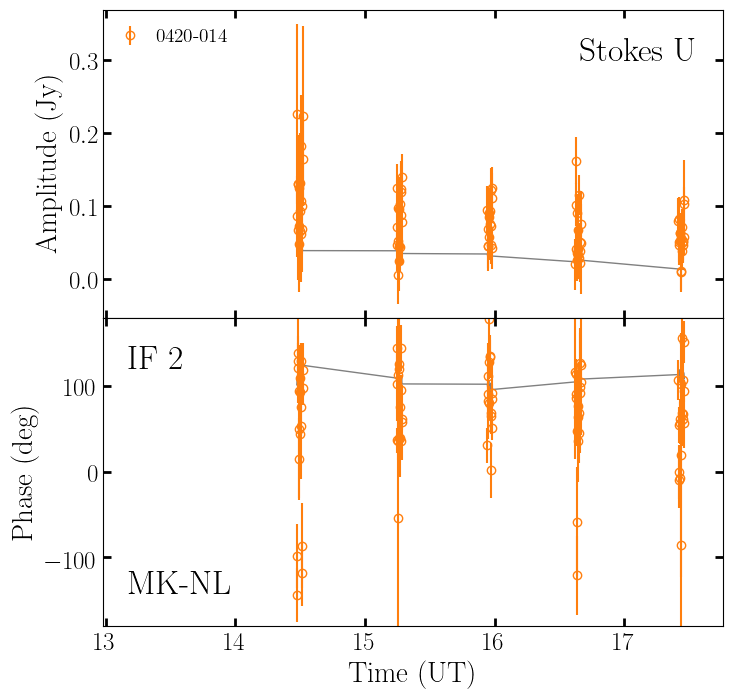 0420-014
Stokes U
Amplitude (Jy)
0.3
0.2
0.1
0.0
IF 2
MK-NL
Phase (deg)
100
0
−100
13 14 15 16 17
Time (UT)